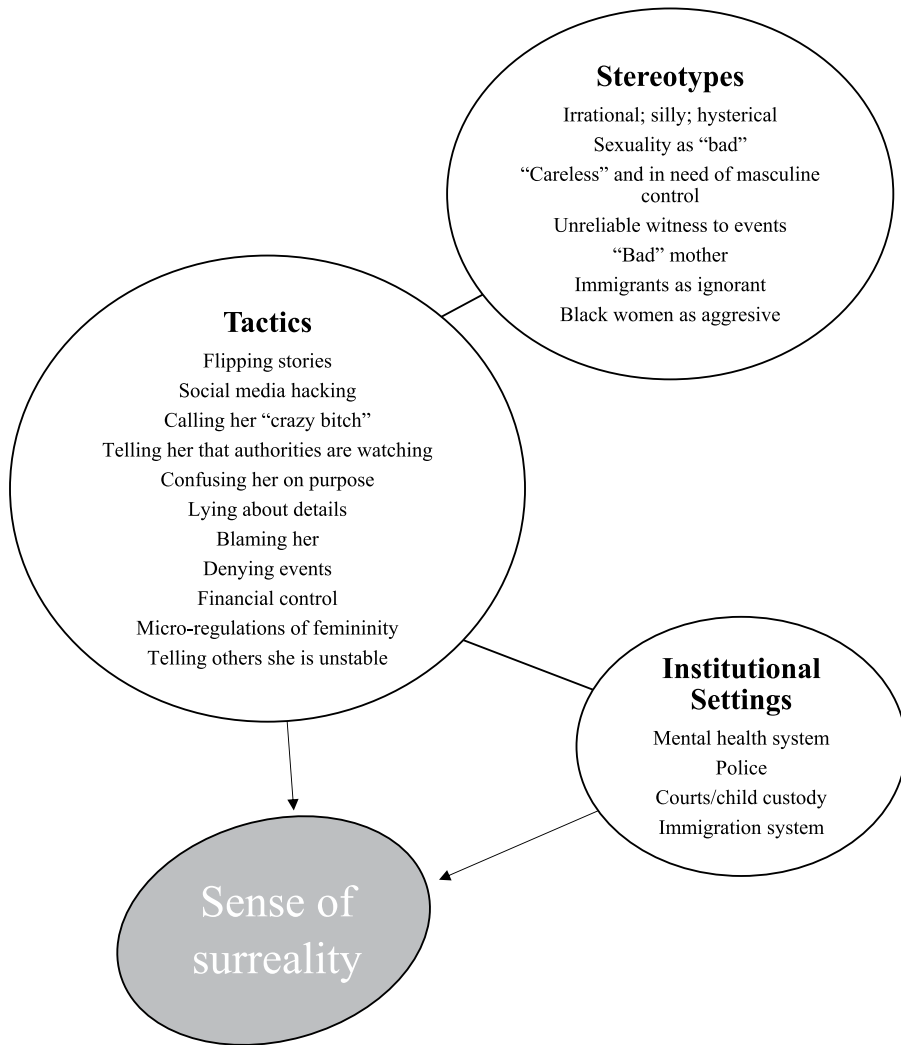 Stereotypes
Irrational; silly; hysterical
Sexuality as “bad”
“Careless” and in need of masculine
control
Unreliable witness to events
“Bad” mother
Immigrants as ignorant
Black women as aggresive
Tactics
Flipping stories
Social media hacking
Calling her “crazy bitch”
Telling her that authorities are watching
Confusing her on purpose
Lying about details
Blaming her
Denying events
Financial control
Micro-regulations of femininity
Telling others she is unstable
Institutional
Settings
Mental health system
Police
Courts/child custody
Immigration system
Sense of
surreality